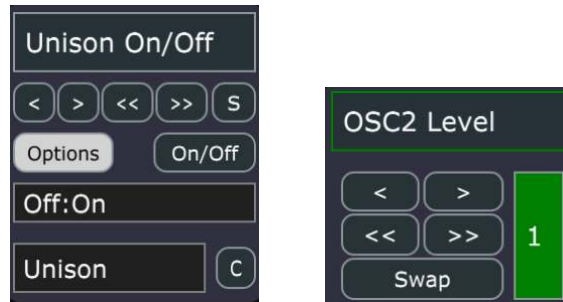 Unison On/Off
< > << >> S
Options On/Off
Off:On
Unison C
OSC2 Level
< >
<< >> 1
Swap